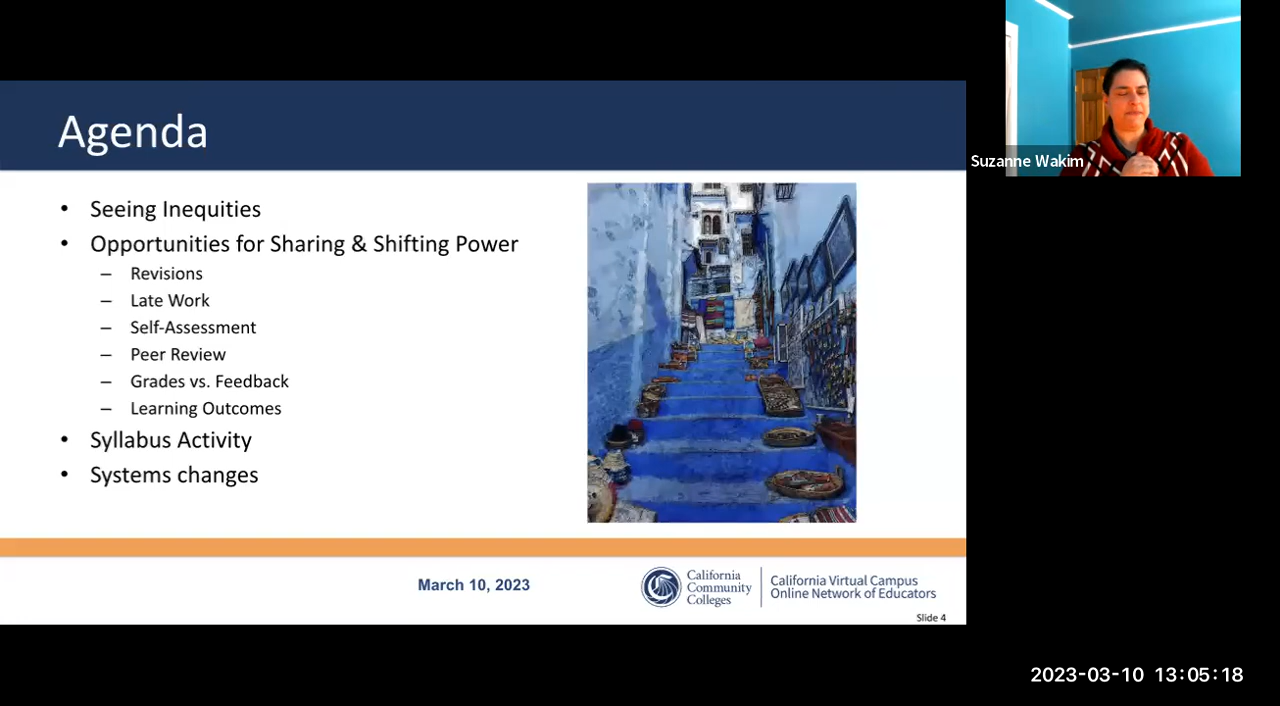 Agenda
• Seeing Inequities
• Opportunities for Sharing & Shifting Power
– Revisions
– Late Work
– Self-Assessment
– Peer Review
– Grades vs. Feedback
– Learning Outcomes
• Syllabus Activity
• Systems changes
March 10, 2023
California
Community
Colleges
California Virtual Campus
Online Network of Educators
Slide 4
Suzanne Wakim
2023-03-10 13:05:18